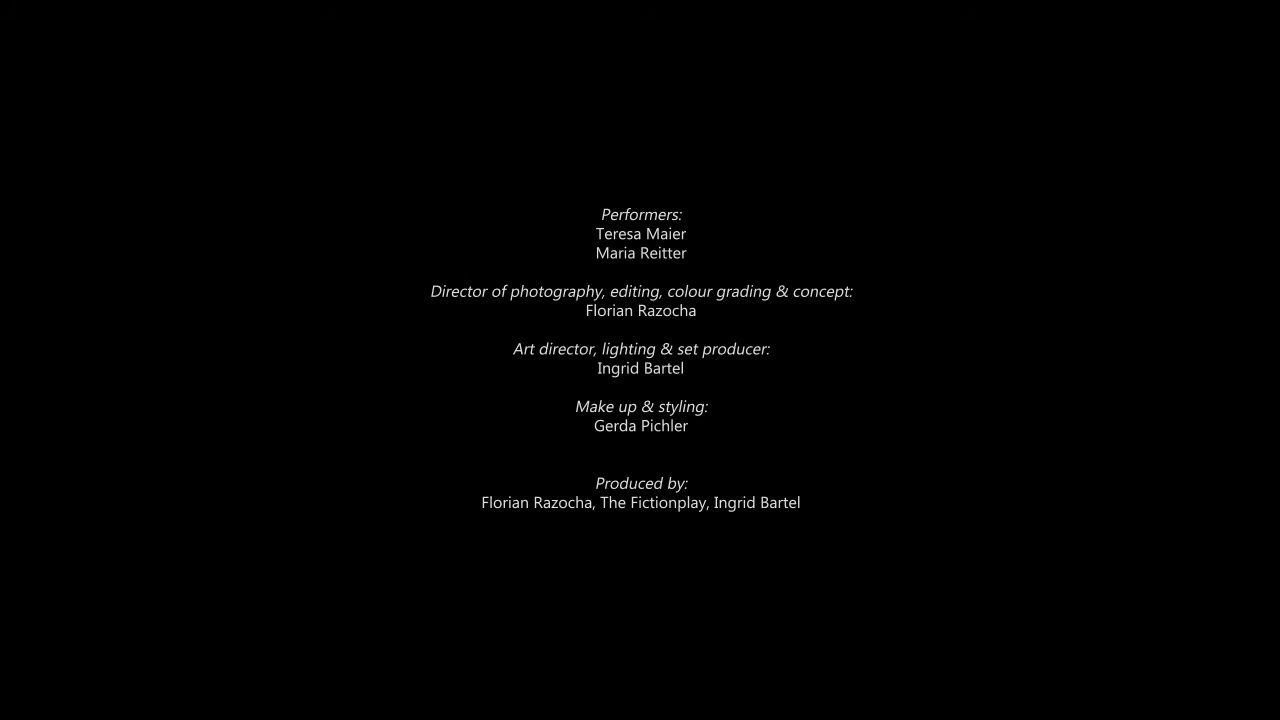 Performers:
Teresa Maier
Maria Reitter
Director of photography, editing, colour grading & concept:
Florian Razocha
Art director, lighting & set producer:
Ingrid Bartel
Make up & styling:
Gerda Pichler
Produced by:
Florian Razocha, The Fictionplay, Ingrid Bartel